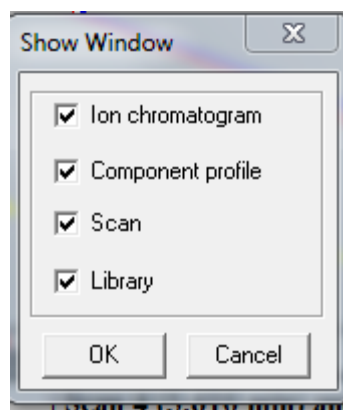 Show Window
Ion chromatogram
Component profile
Scan
Library
OK
Cancel